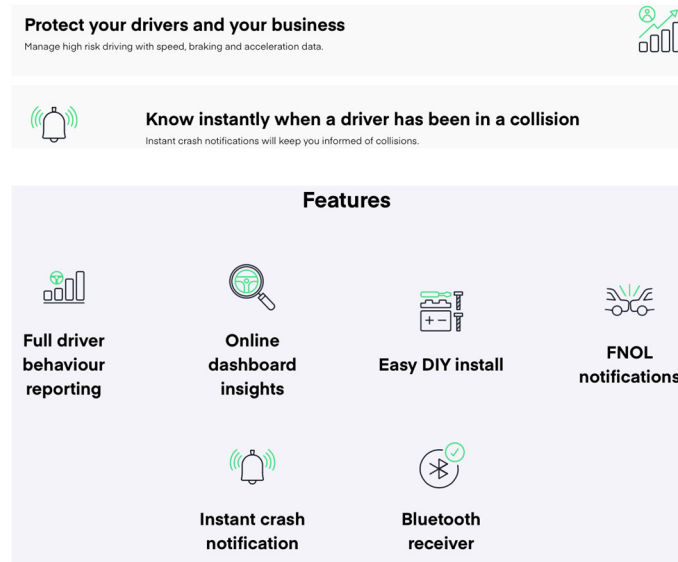 Protect your drivers and your business
Manage high risk driving with speed, braking and acceleration data.
Know instantly when a driver has been in a collision
Instant crash notifications will keep you informed of collisions.
Features
Full driver
behaviour
reporting
Online
dashboard
insights
Easy DIY install
FNOL
notifications
Instant crash
notification
Bluetooth
receiver